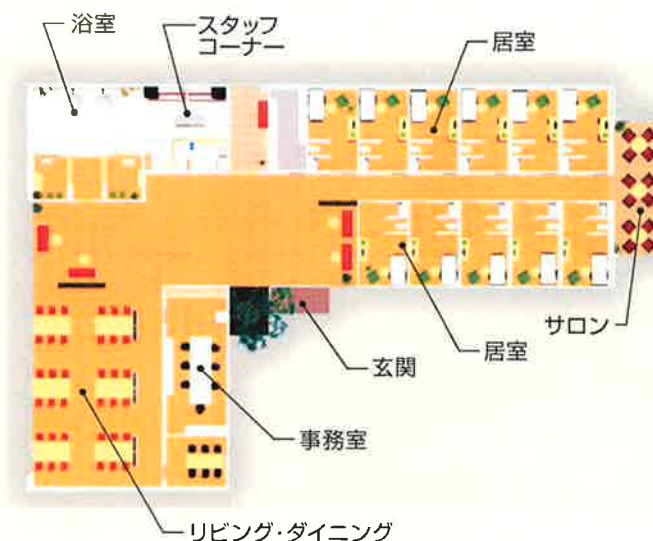 浴室
スタッフ
コーナー
居室
サロン
居室
玄関
事務室
リビング・ダイニング